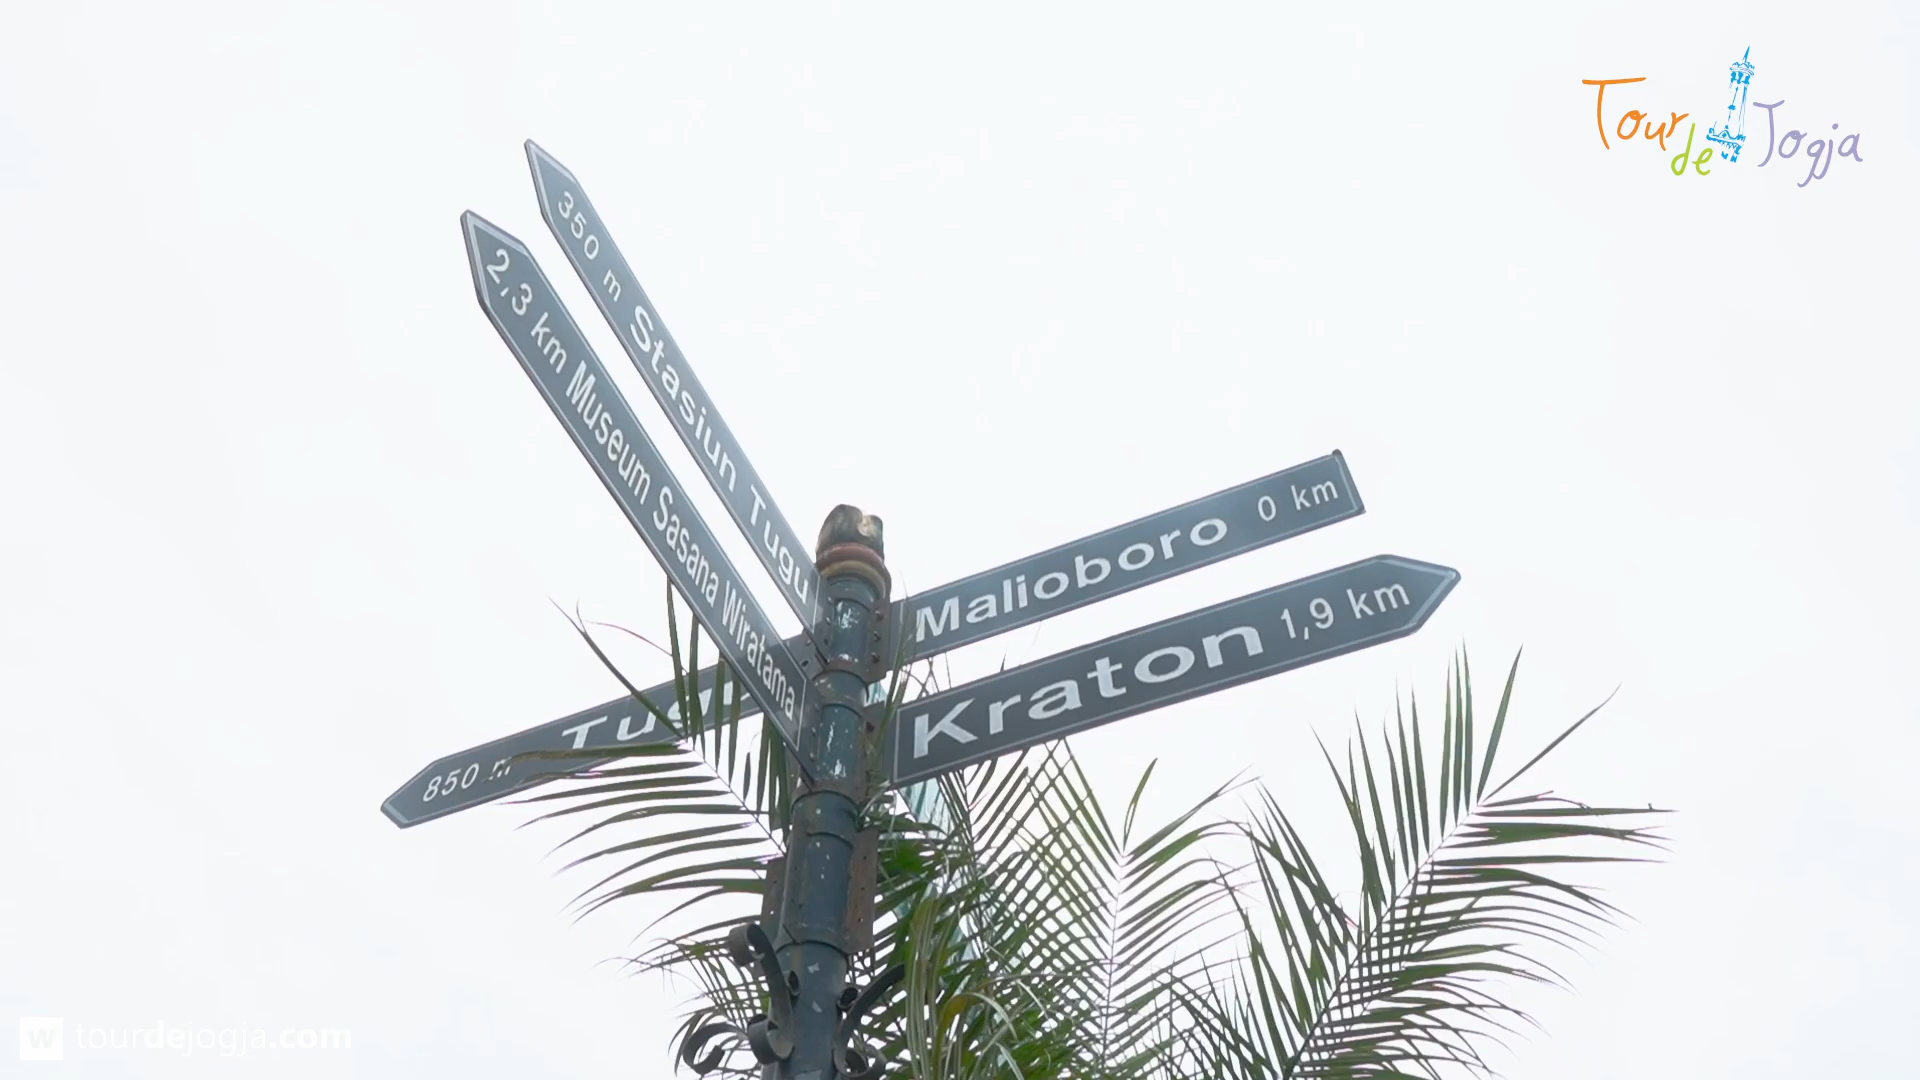 Tour de Jogja
350 m Stasiun Tugu
2,3 km Museum Sasana Wiratama
Malioboro 0 km
Kraton 1,9 km
850 m Tugu
w tourdejogja.com